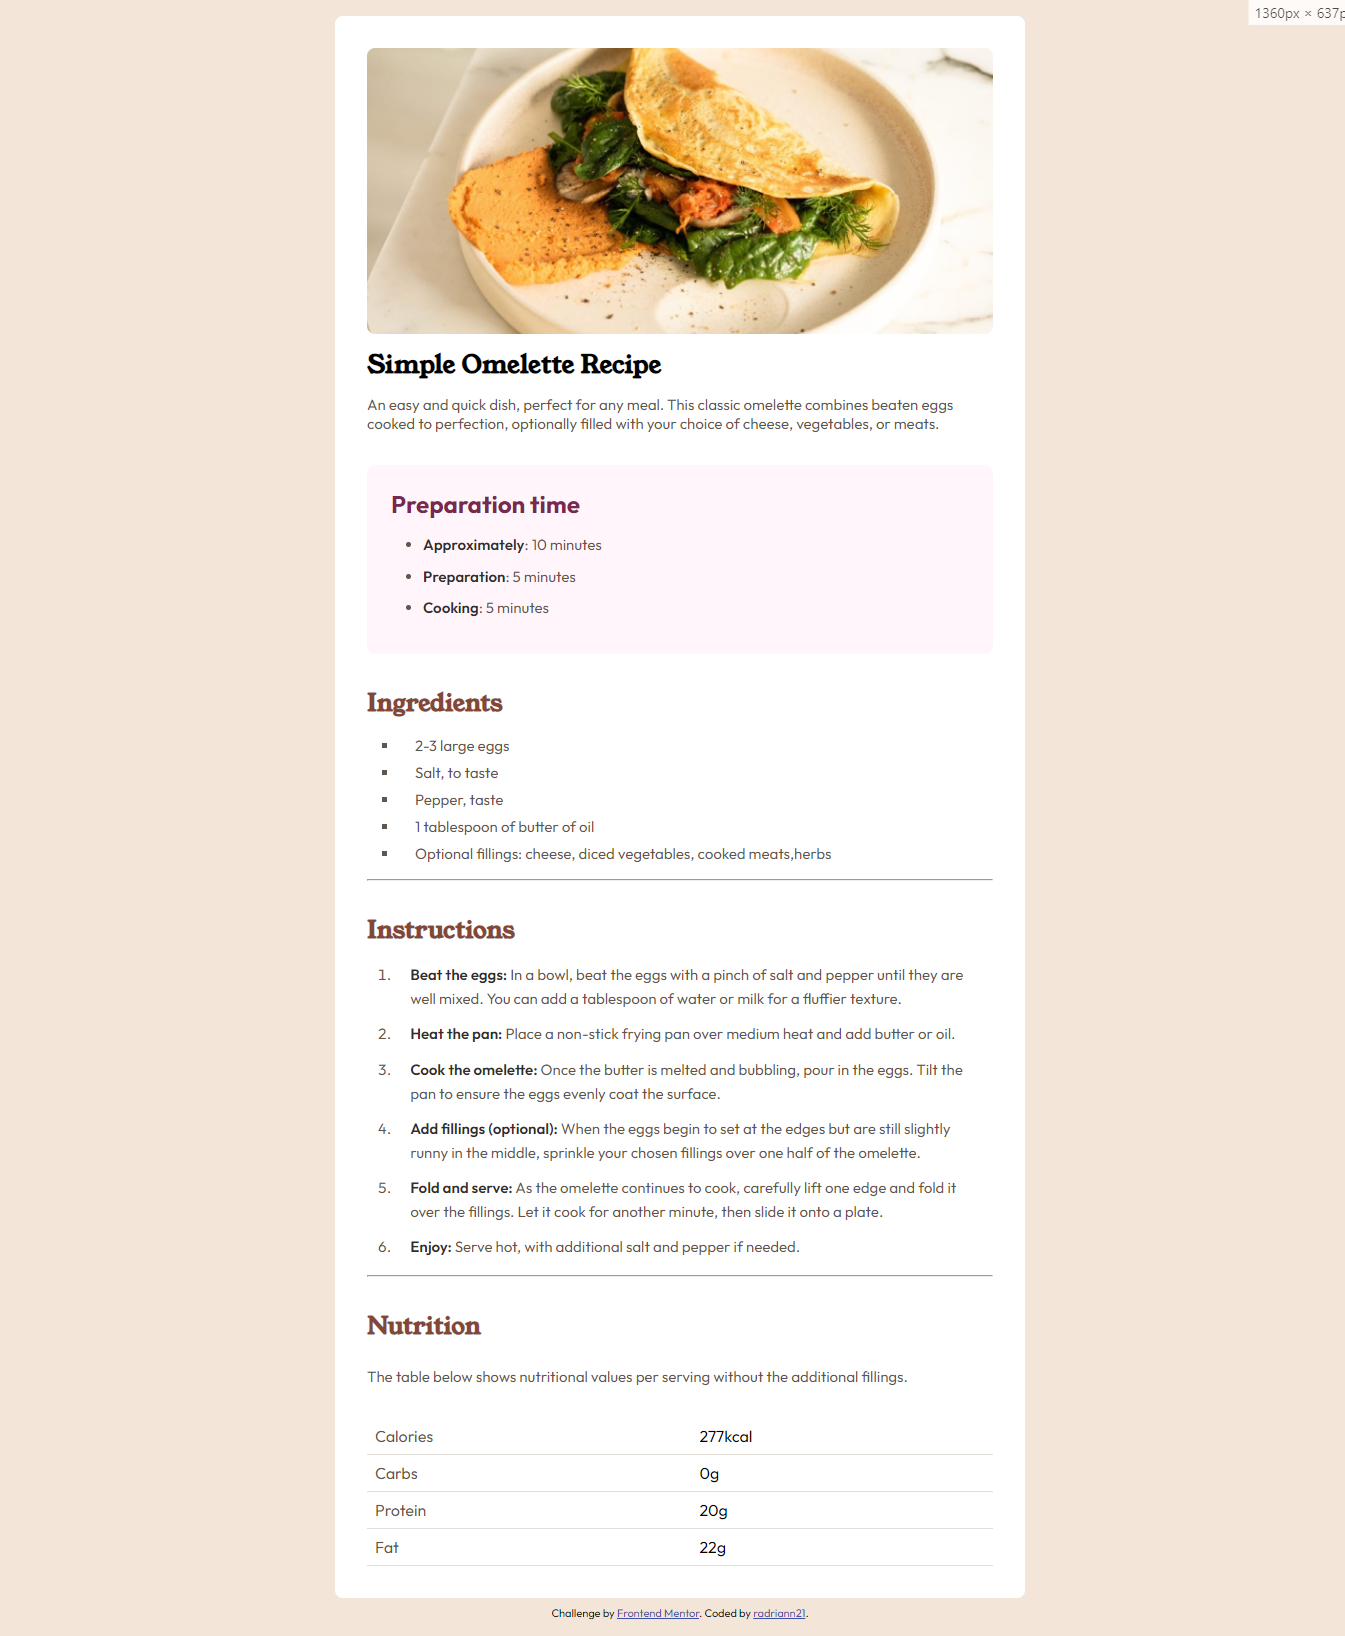 1360px × 637p
Simple Omelette Recipe
An easy and quick dish, perfect for any meal. This classic omelette combines beaten eggs
cooked to perfection, optionally filled with your choice of cheese, vegetables, or meats.
Preparation time
• Approximately: 10 minutes
• Preparation: 5 minutes
• Cooking: 5 minutes
Ingredients
▪ 2-3 large eggs
▪ Salt, to taste
▪ Pepper, taste
▪ 1 tablespoon of butter of oil
▪ Optional fillings: cheese, diced vegetables, cooked meats,herbs
Instructions
1. Beat the eggs: In a bowl, beat the eggs with a pinch of salt and pepper until they are
well mixed. You can add a tablespoon of water or milk for a fluffier texture.
2. Heat the pan: Place a non-stick frying pan over medium heat and add butter or oil.
3. Cook the omelette: Once the butter is melted and bubbling, pour in the eggs. Tilt the
pan to ensure the eggs evenly coat the surface.
4. Add fillings (optional): When the eggs begin to set at the edges but are still slightly
runny in the middle, sprinkle your chosen fillings over one half of the omelette.
5. Fold and serve: As the omelette continues to cook, carefully lift one edge and fold it
over the fillings. Let it cook for another minute, then slide it onto a plate.
6. Enjoy: Serve hot, with additional salt and pepper if needed.
Nutrition
The table below shows nutritional values per serving without the additional fillings.
Calories 277kcal
Carbs 0g
Protein 20g
Fat 22g
Challenge by Frontend Mentor. Coded by radriann21.